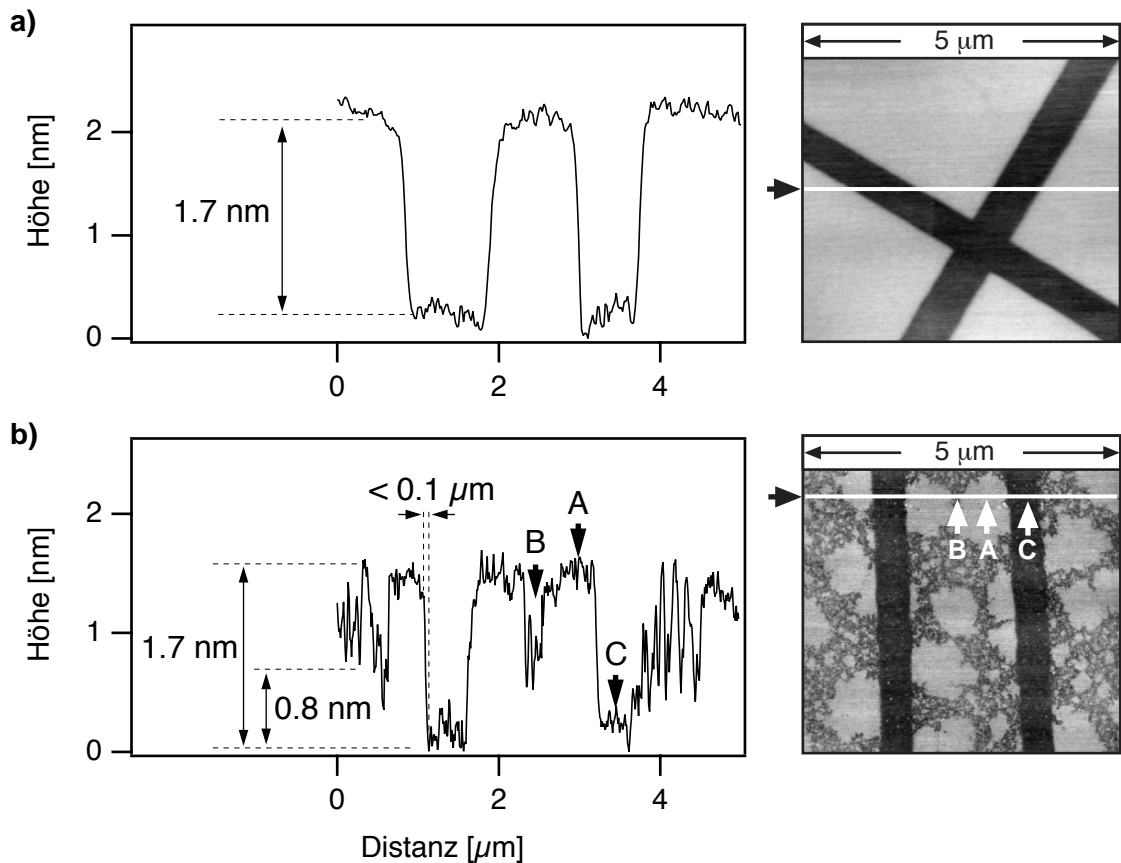 a)
Höhe [nm]
2
1
0
1.7 nm
0
2
4
5 µm
b)
Höhe [nm]
2
1
0
< 0.1 µm
A
B
C
1.7 nm
0.8 nm
0
2
4
Distanz [µm]
5 µm
B A C